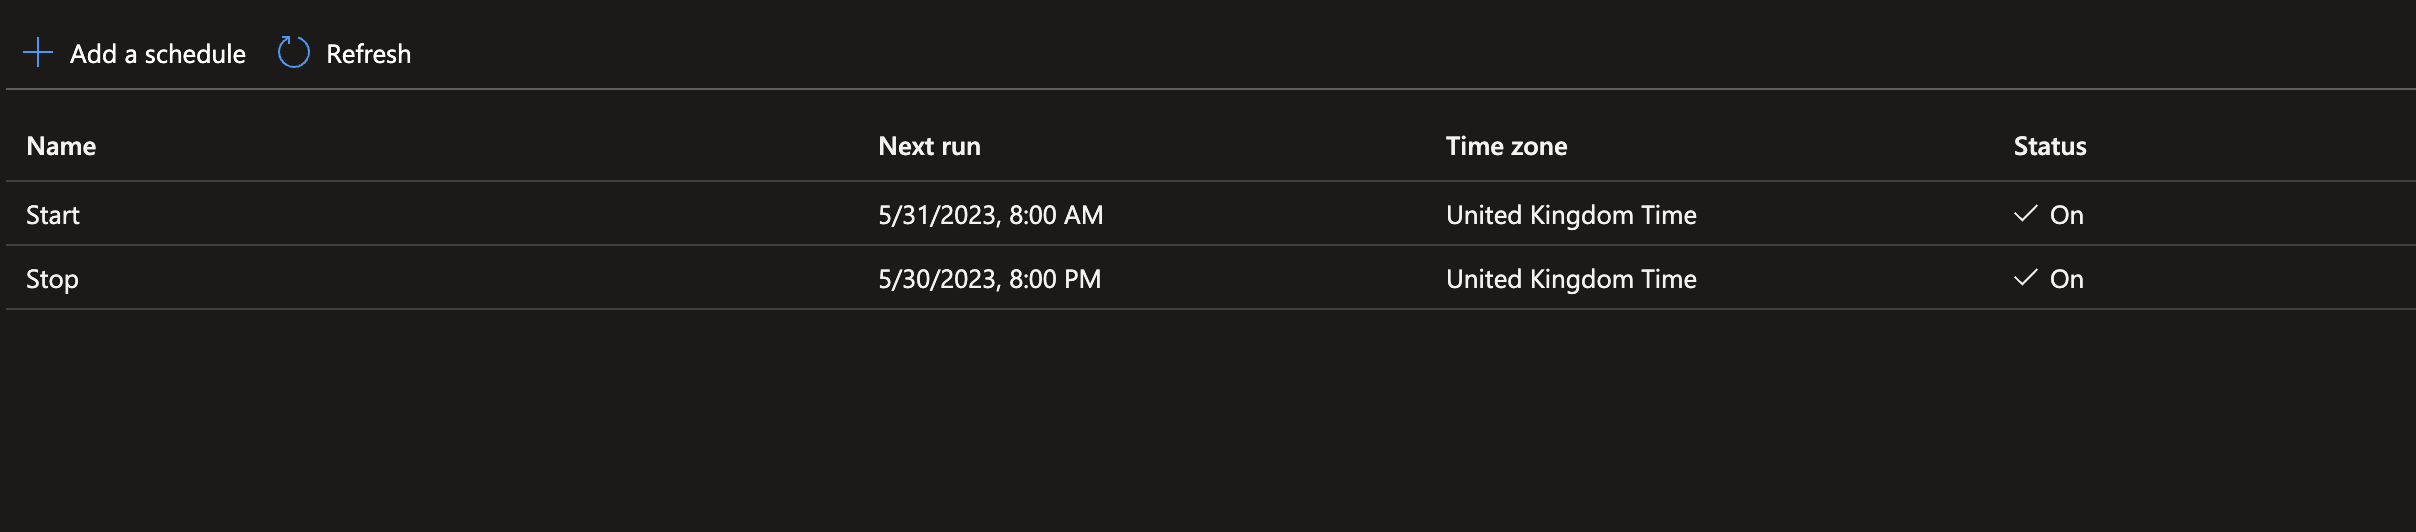 Add a schedule Refresh
Name Next run Time zone Status
Start 5/31/2023, 8:00 AM United Kingdom Time On
Stop 5/30/2023, 8:00 PM United Kingdom Time On